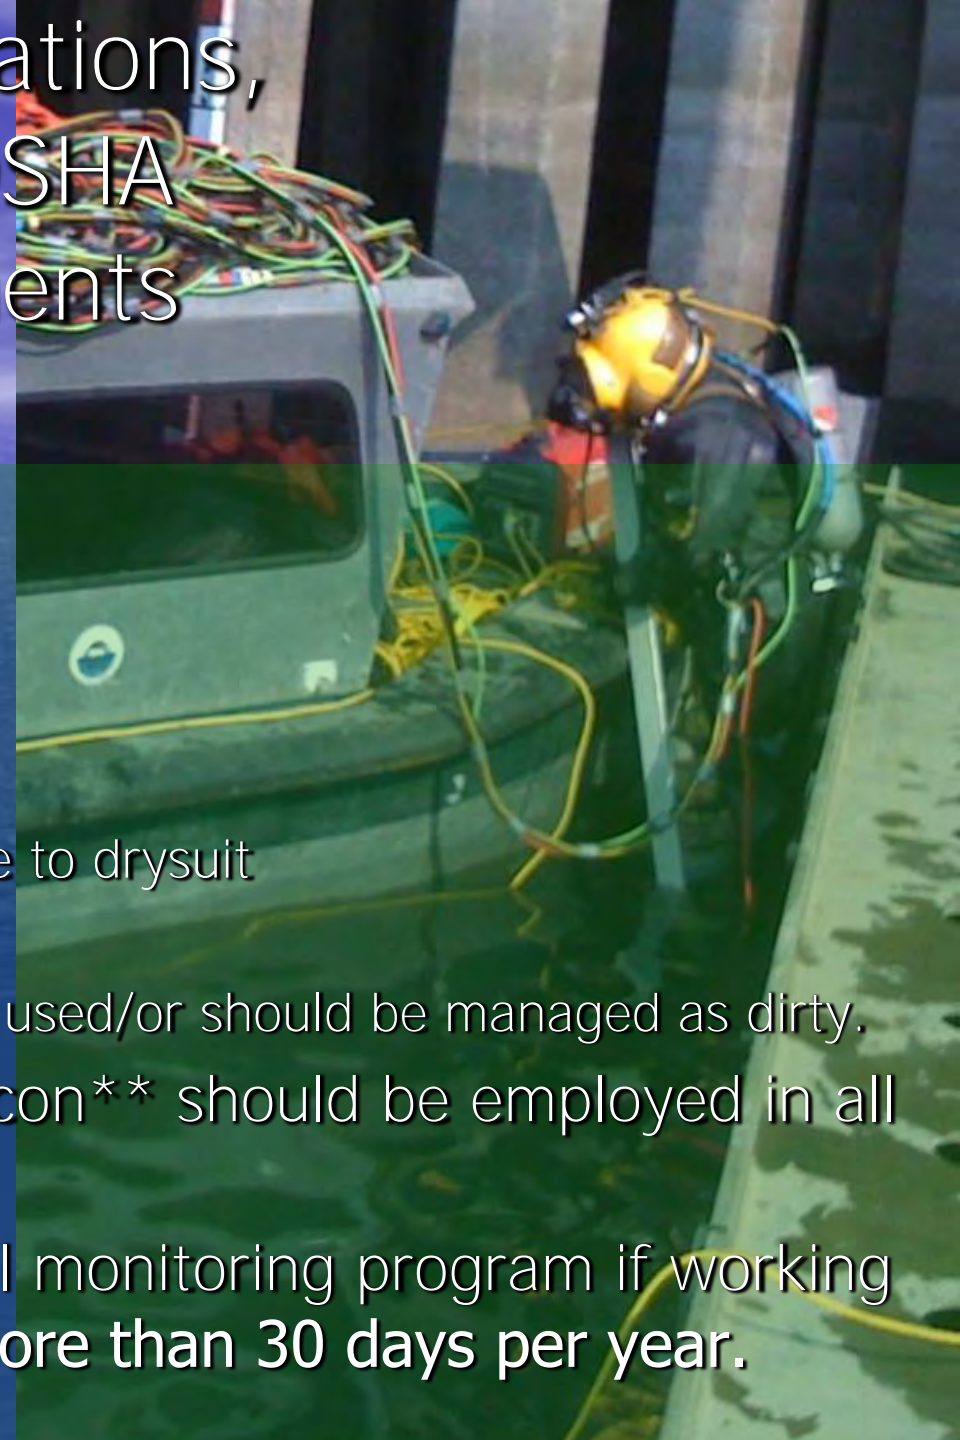 ations,
SHA
ents
e to drysuit
used/or should be managed as dirty.
con** should be employed in all
l monitoring program if working
ore than 30 days per year.